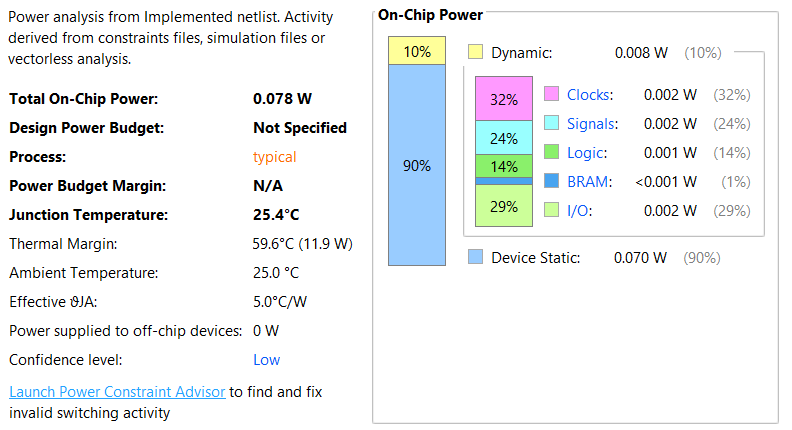 Power analysis from Implemented netlist. Activity
derived from constraints files, simulation files or
vectorless analysis.
Total On-Chip Power: 0.078 W
Design Power Budget: Not Specified
Process: typical
Power Budget Margin: N/A
Junction Temperature: 25.4°C
Thermal Margin: 59.6°C (11.9 W)
Ambient Temperature: 25.0 °C
Effective ϑJA: 5.0°C/W
Power supplied to off-chip devices: 0 W
Confidence level: Low
Launch Power Constraint Advisor to find and fix
invalid switching activity
On-Chip Power
10%
90%
Dynamic: 0.008 W (10%)
32%
24%
14%
29%
Clocks: 0.002 W (32%)
Signals: 0.002 W (24%)
Logic: 0.001 W (14%)
BRAM: <0.001 W (1%)
I/O: 0.002 W (29%)
Device Static: 0.070 W (90%)